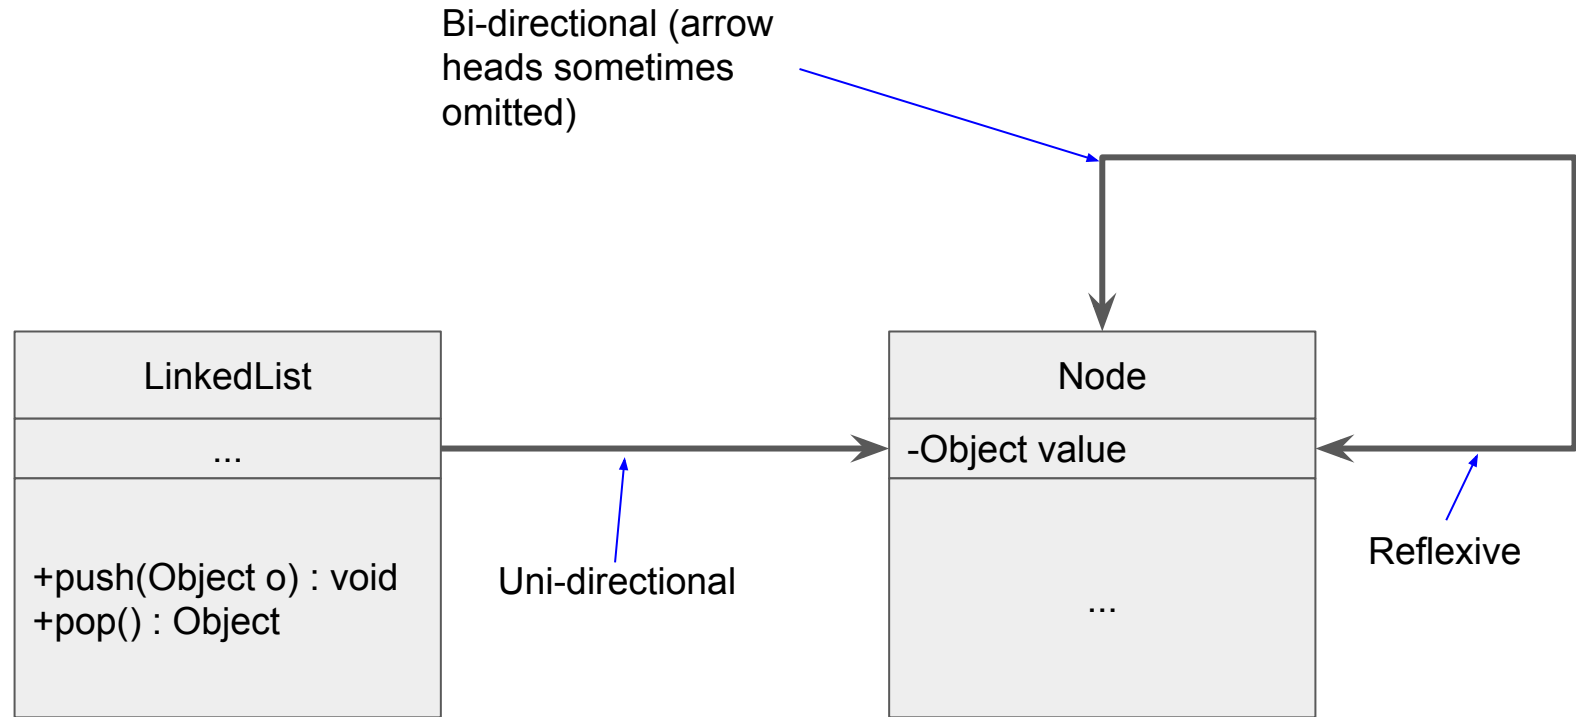 Bi-directional (arrow
heads sometimes
omitted)
LinkedList
...
+push(Object o) : void
+pop() : Object
Uni-directional
Node
-Object value
...
Reflexive